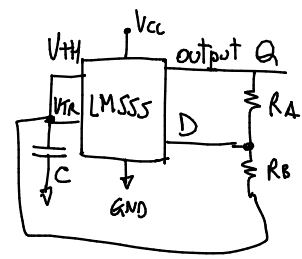 Vcc
VTH
OUTPUT Q
VTR
LM555
RA
D
RB
C
GND